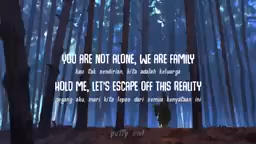 YOU ARE NOT ALONE, WE ARE FAMILY
kau tak sendirian, kita adalah keluarga
HOLD ME, LET'S ESCAPE OFF THIS REALITY
pegang aku, mari kita lepas dari semua kenyataan ini